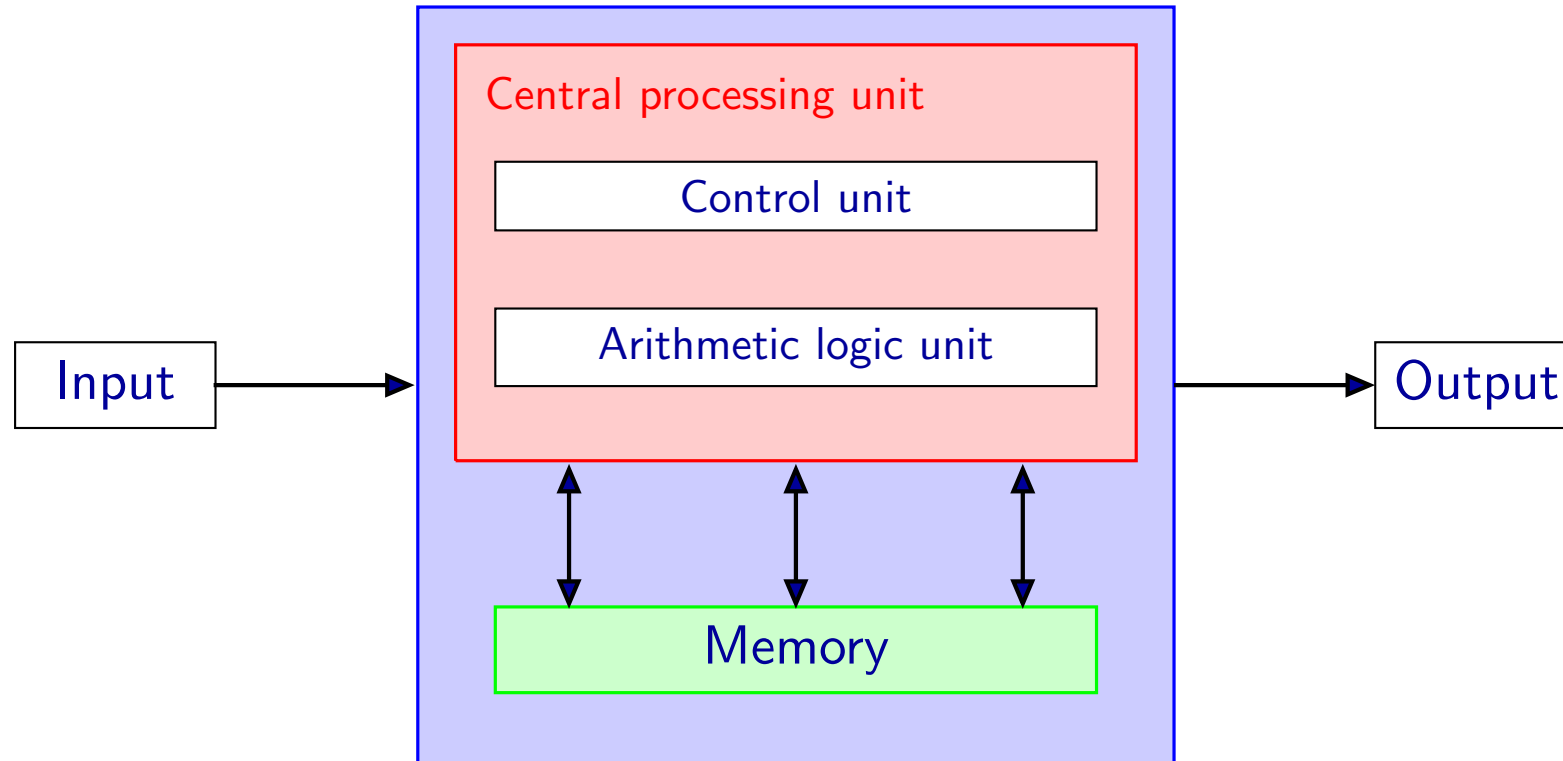 Central processing unit
Control unit
Arithmetic logic unit
Input
Output
Memory